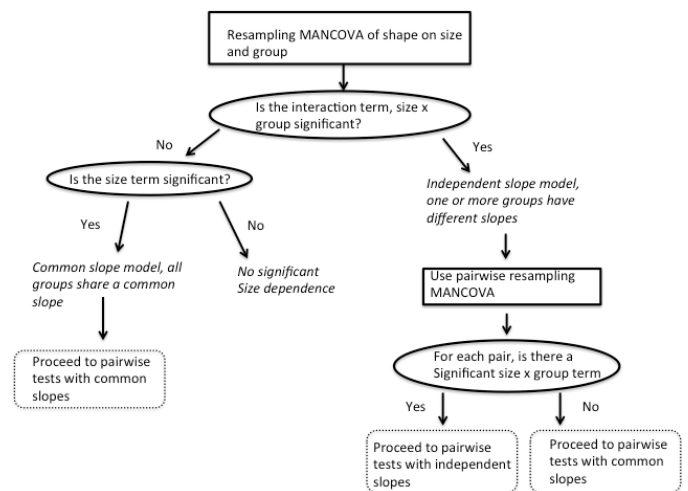 Resampling MANCOVA of shape on size
and group
Is the interaction term, size x
group significant?
No
Yes
Is the size term significant?
Independent slope model,
one or more groups have
different slopes
Yes
No
Common slope model, all
groups share a common
slope
No significant
Size dependence
Use pairwise resampling
MANCOVA
Proceed to pairwise
tests with common
slopes
For each pair, is there a
Significant size x group term
Yes
No
Proceed to pairwise
tests with independent
slopes
Proceed to pairwise
tests with common
slopes